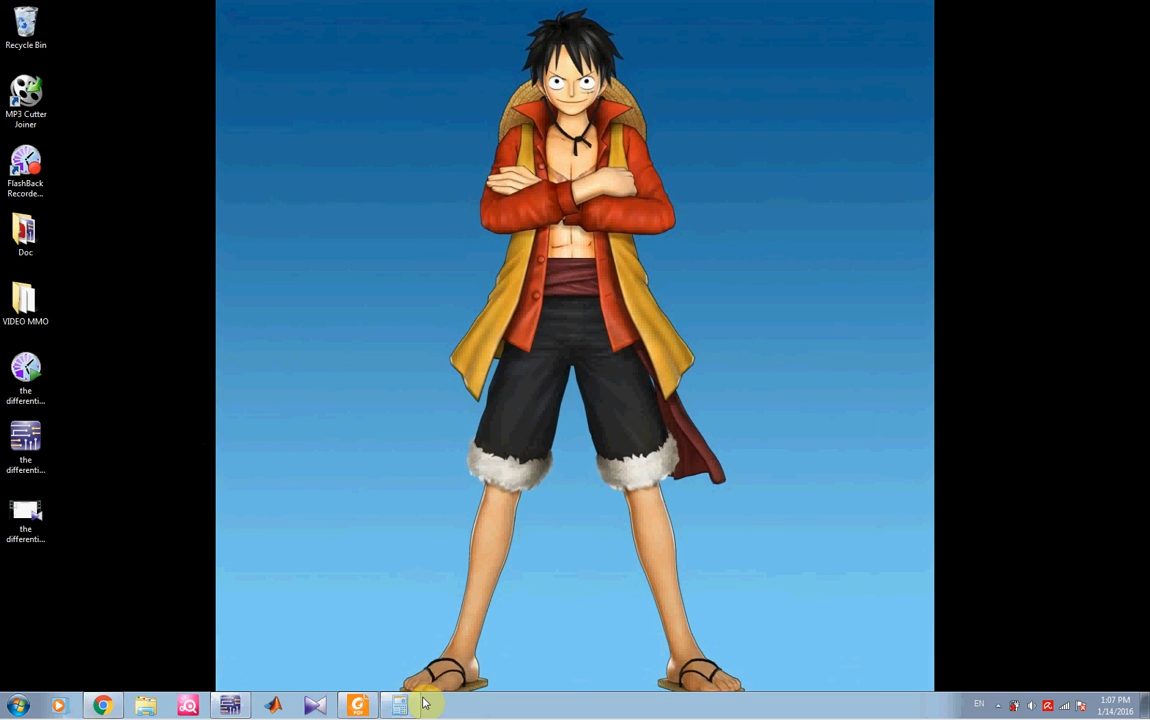 Recycle Bin
MP3 Cutter
Joiner
FlashBack
Recorde...
Doc
VIDEO MMO
the
differenti...
the
differenti...
the
differenti...
EN
1:07 PM
1/14/2016